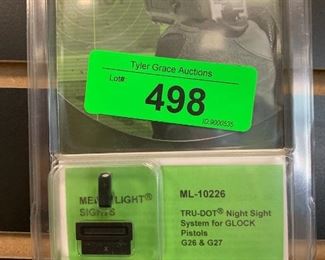 Tyler Grace Auctions
Lot#
498
ID:9000535
LIGHT®
SIGHTS
ML-10226
TRU-DOT® Night Sight
System for GLOCK
Pistols
G26 & G27